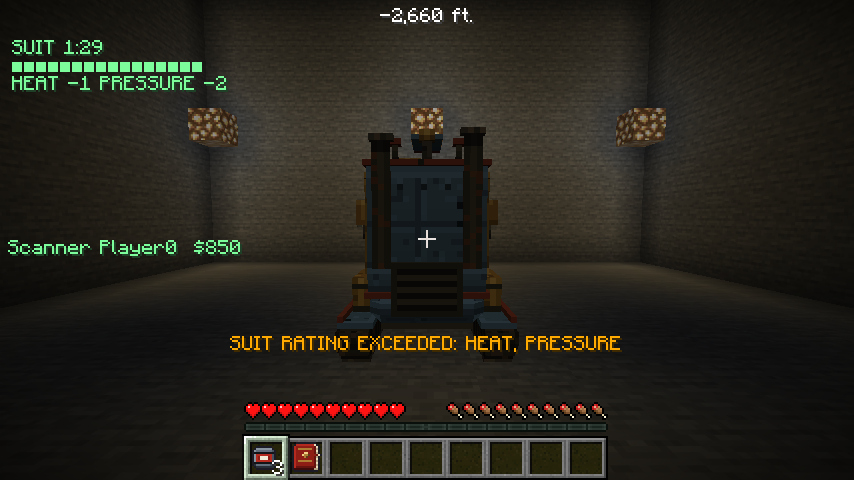 -2,660 ft.
SUIT 1:29
HEAT -1 PRESSURE -2
Scanner Player0 $850
SUIT RATING EXCEEDED: HEAT, PRESSURE
3